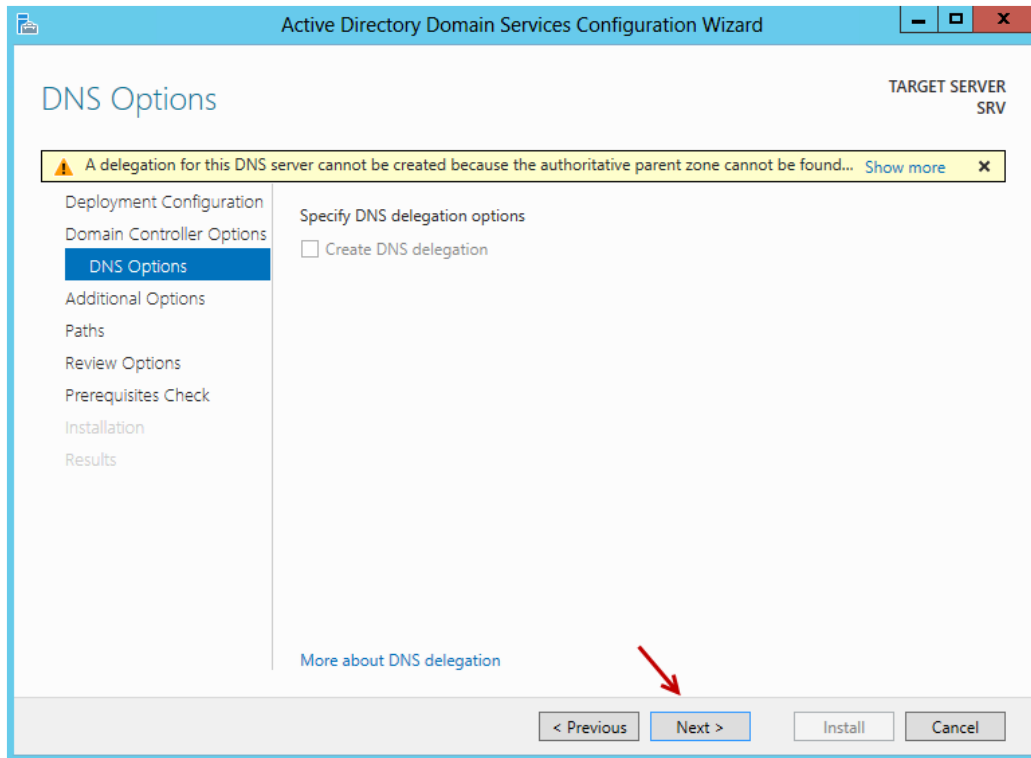 Active Directory Domain Services Configuration Wizard
DNS Options
TARGET SERVER
SRV
A delegation for this DNS server cannot be created because the authoritative parent zone cannot be found... Show more
Deployment Configuration
Domain Controller Options
DNS Options
Additional Options
Paths
Review Options
Prerequisites Check
Installation
Results
Specify DNS delegation options
Create DNS delegation
More about DNS delegation
< Previous Next > Install Cancel